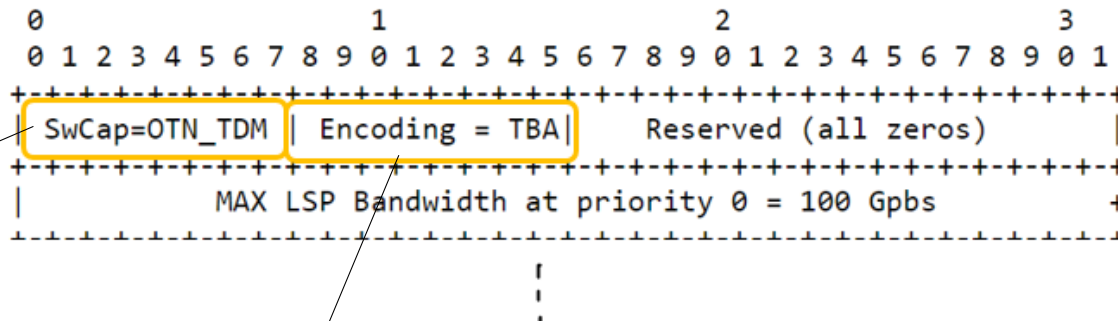 0 1 2 3
0 1 2 3 4 5 6 7 8 9 0 1 2 3 4 5 6 7 8 9 0 1 2 3 4 5 6 7 8 9 0 1
+-+-+-+-+-+-+-+-+-+-+-+-+-+-+-+-+-+-+-+-+-+-+-+-+-+-+-+-+-+-+-+-+
| SwCap=OTN_TDM | Encoding = TBA| Reserved (all zeros) |
+-+-+-+-+-+-+-+-+-+-+-+-+-+-+-+-+-+-+-+-+-+-+-+-+-+-+-+-+-+-+-+-+
| MAX LSP Bandwidth at priority 0 = 100 Gpbs +
+-+-+-+-+-+-+-+-+-+-+-+-+-+-+-+-+-+-+-+-+-+-+-+-+-+-+-+-+-+-+-+-+